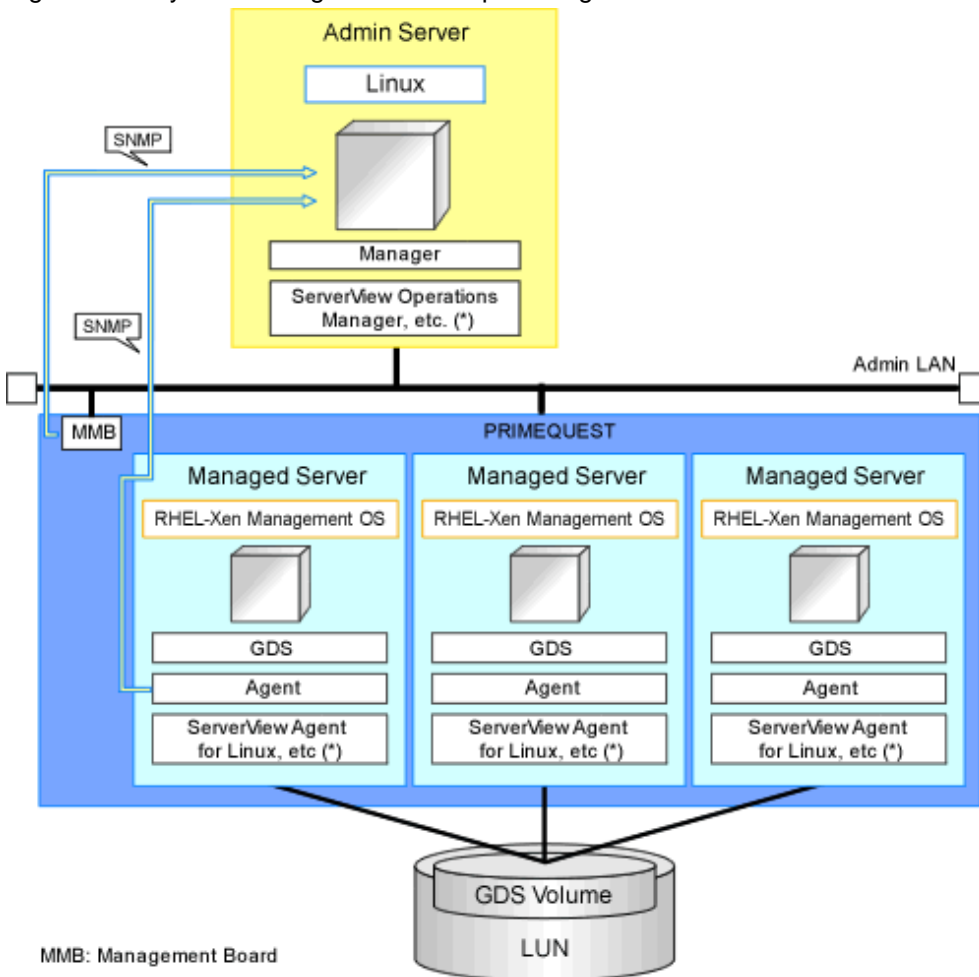 Admin Server
Linux
SNMP
Manager
ServerView Operations
Manager, etc. (*)
SNMP
Admin LAN
MMB
PRIMEQUEST
Managed Server
Managed Server
Managed Server
RHEL-Xen Management OS
RHEL-Xen Management OS
RHEL-Xen Management OS
GDS
GDS
GDS
Agent
Agent
Agent
ServerView Agent
for Linux, etc (*)
ServerView Agent
for Linux, etc (*)
ServerView Agent
for Linux, etc (*)
GDS Volume
LUN
MMB: Management Board